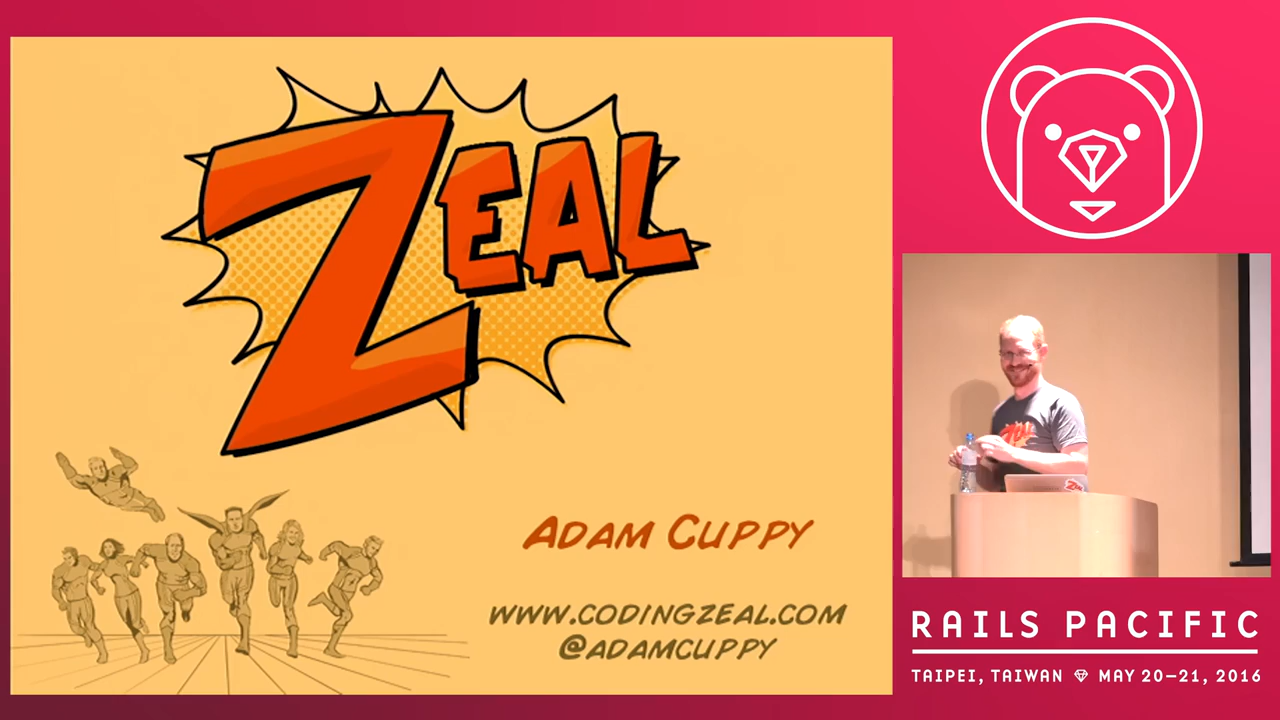 ZEAL
ADAM CUPPY
WWW.CODINGZEAL.COM
@ADAMCUPPY
RAILS PACIFIC
TAIPEI, TAIWAN MAY 20–21, 2016